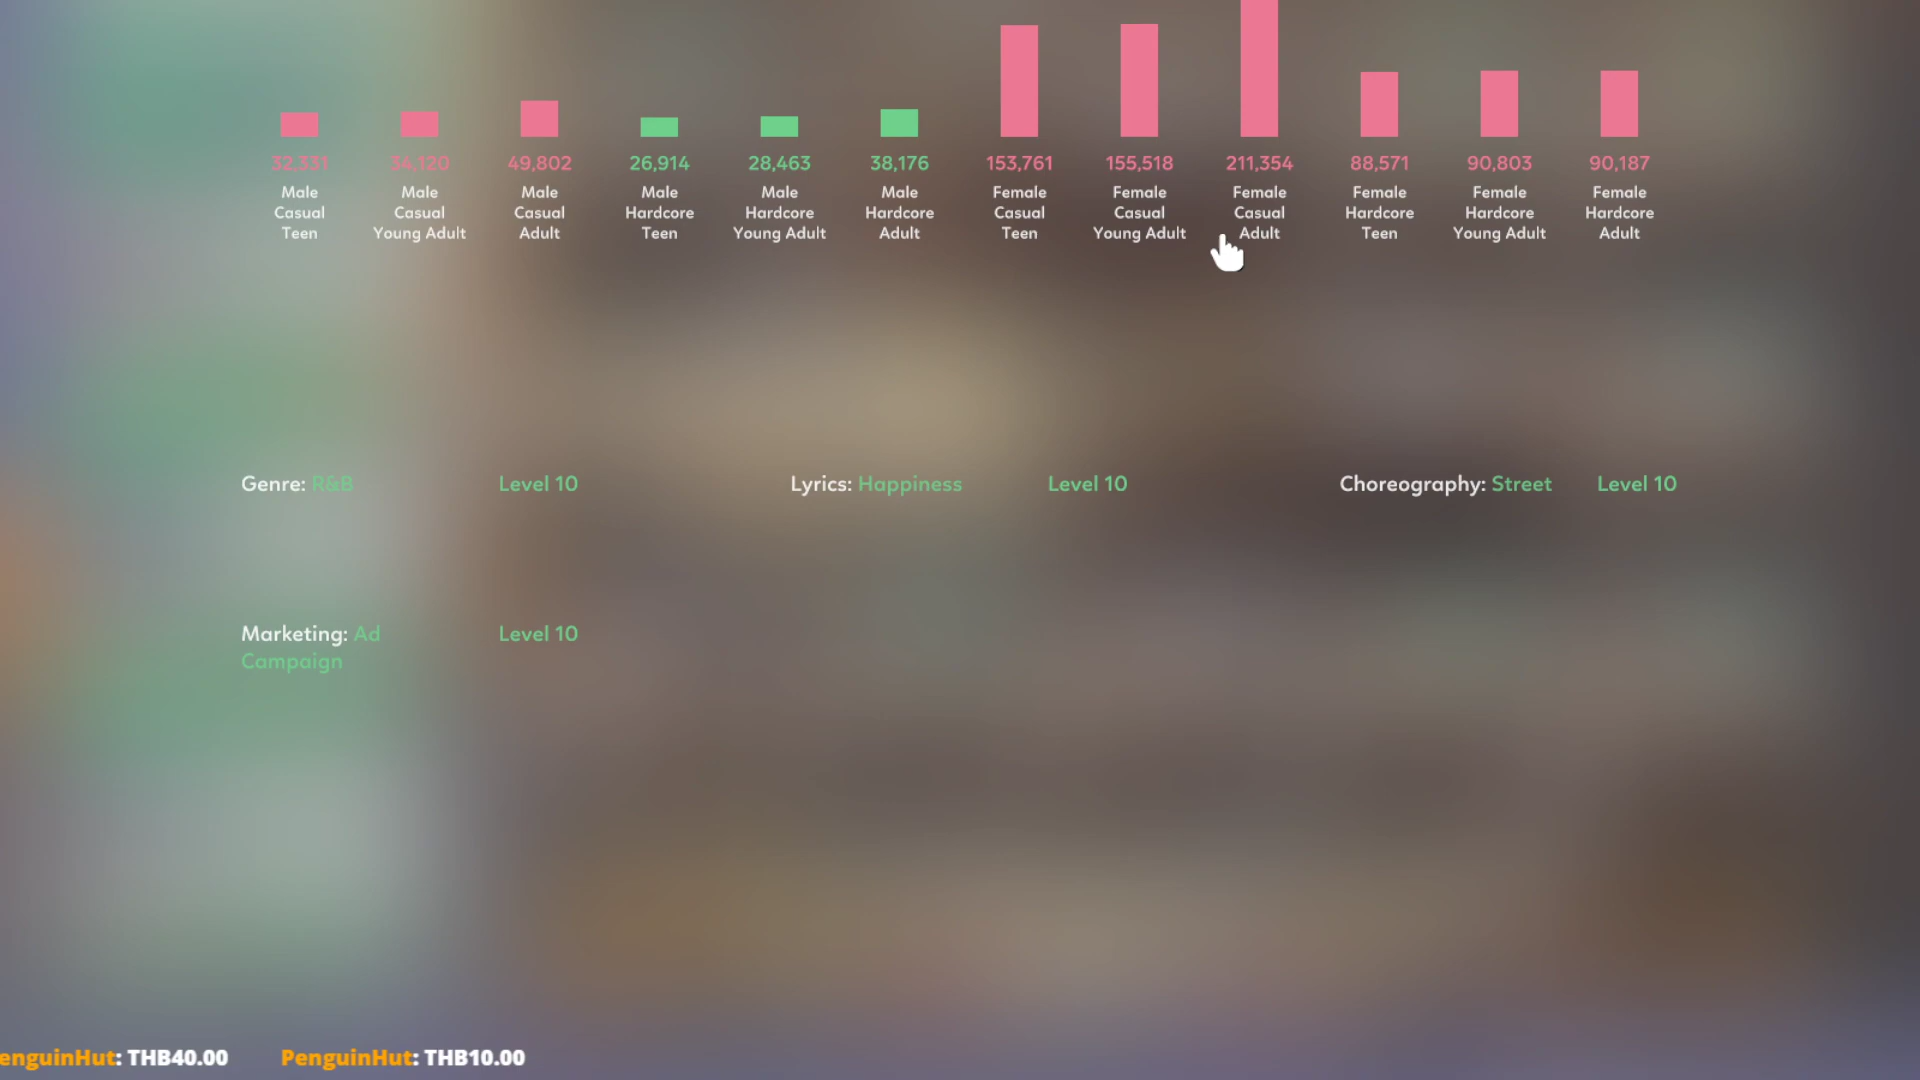 32,331 34,120 49,802 26,914 28,463 38,176 153,761 155,518 211,354 88,571 90,803 90,187
Male Male Male Male Male Male Female Female Female Female Female Female
Casual Casual Casual Hardcore Hardcore Hardcore Casual Casual Casual Hardcore Hardcore Hardcore
Teen Young Adult Adult Teen Young Adult Adult Teen Young Adult Adult Teen Young Adult Adult
Genre: R&B Level 10 Lyrics: Happiness Level 10 Choreography: Street Level 10
Marketing: Ad Level 10
Campaign
enguinHut: THB40.00 PenguinHut: THB10.00